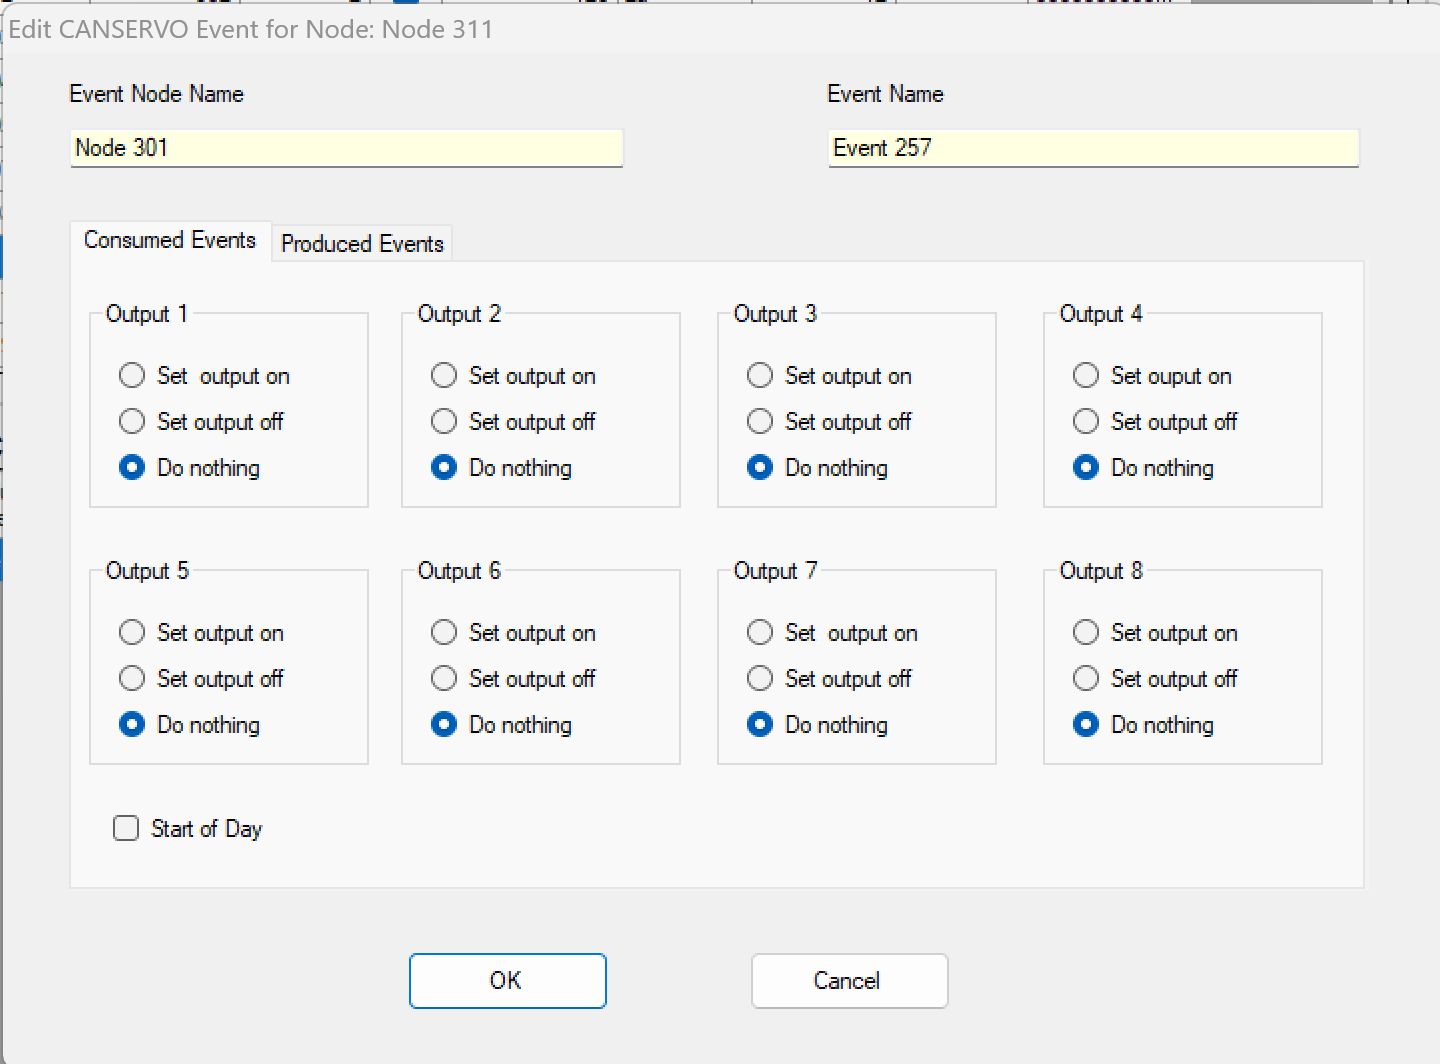 Edit CANSERVO Event for Node: Node 311
Event Node Name
Event Name
Node 301
Event 257
Consumed Events
Produced Events
Output 1
Set  output on
Set output off
Do nothing
Output 2
Set output on
Set output off
Do nothing
Output 3
Set output on
Set output off
Do nothing
Output 4
Set ouput on
Set output off
Do nothing
Output 5
Set output on
Set output off
Do nothing
Output 6
Set output on
Set output off
Do nothing
Output 7
Set  output on
Set output off
Do nothing
Output 8
Set output on
Set output off
Do nothing
Start of Day
OK
Cancel